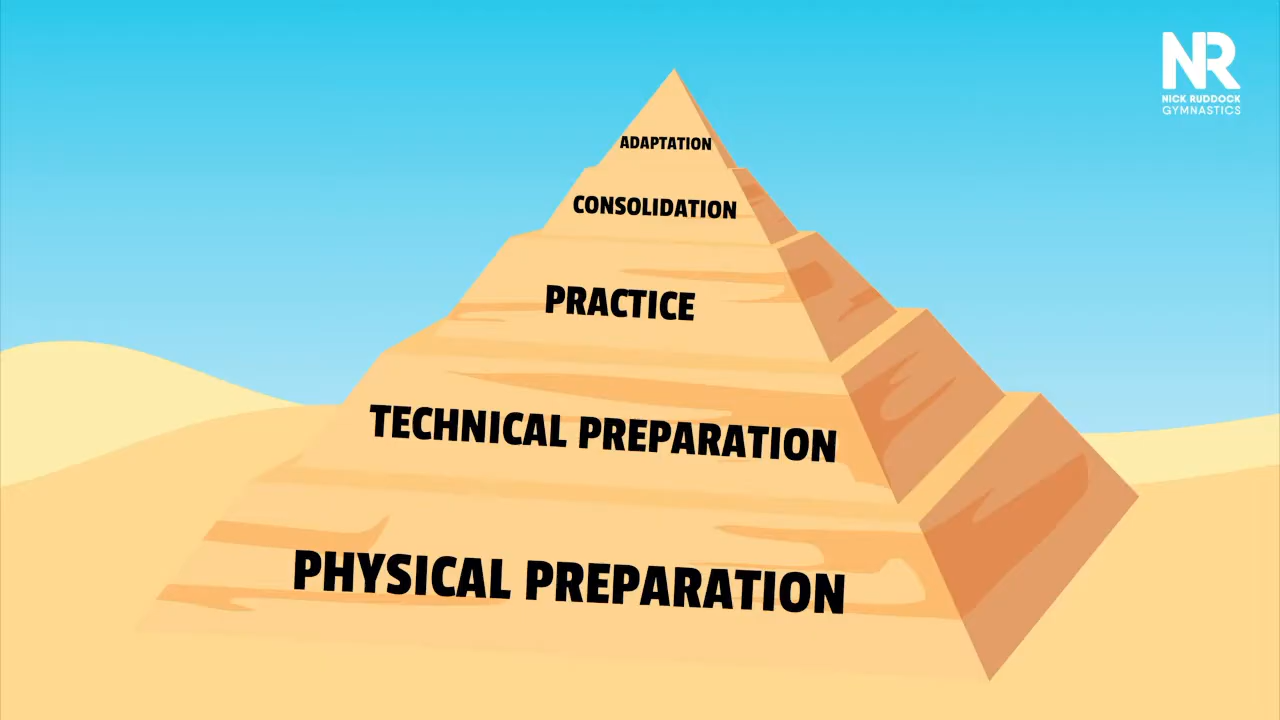 NR
NICK RUDDOCK
GYMNASTICS
ADAPTATION
CONSOLIDATION
PRACTICE
TECHNICAL PREPARATION
PHYSICAL PREPARATION